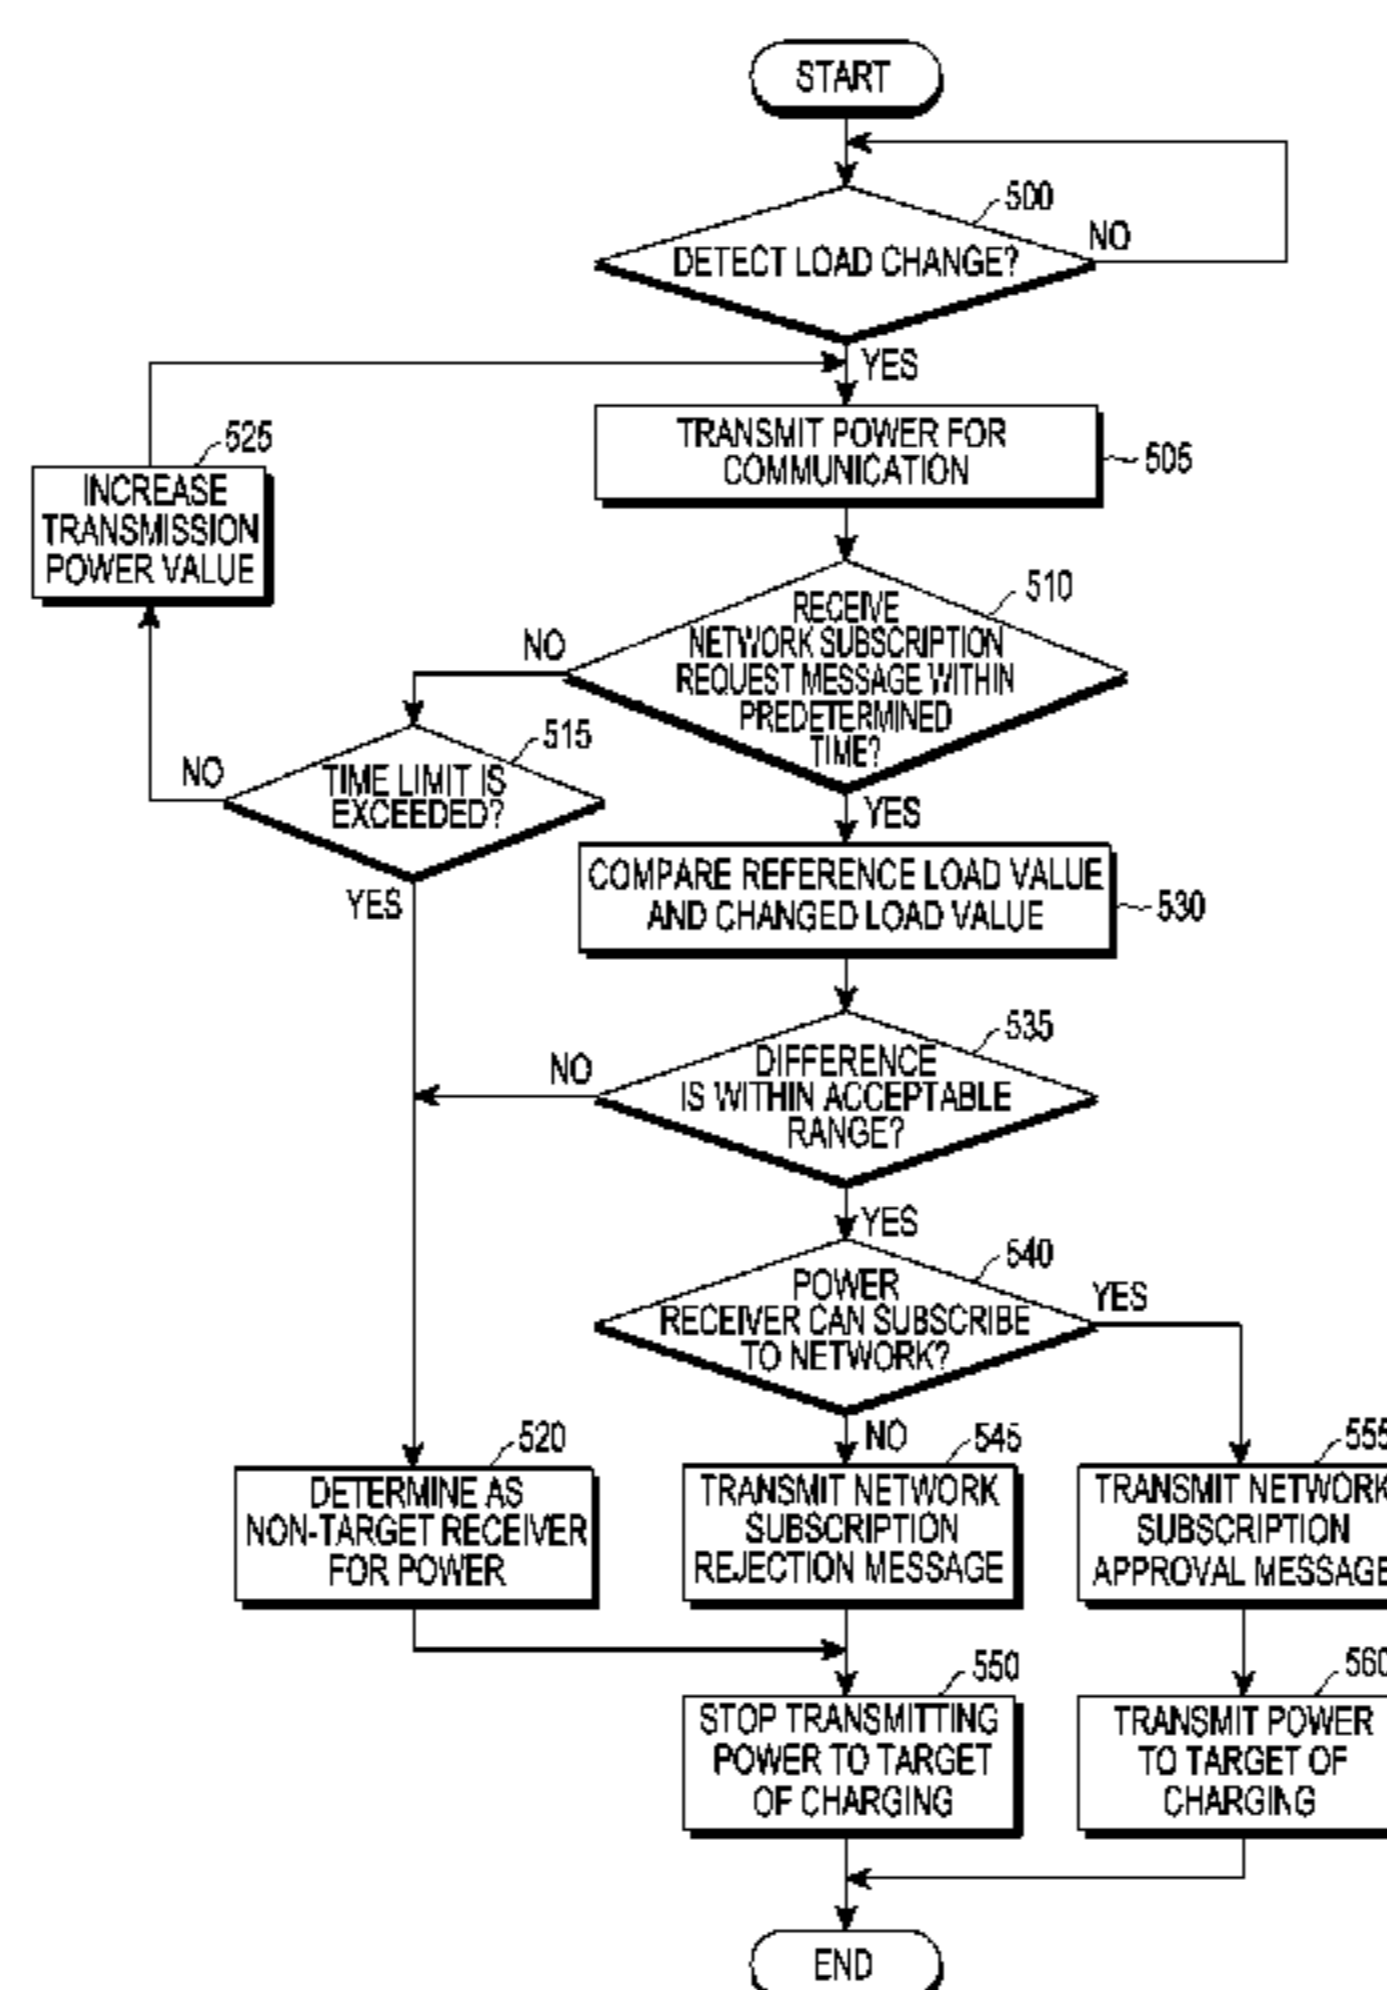 START
500
DETECT LOAD CHANGE?
NO
YES
TRANSMIT POWER FOR
COMMUNICATION
505
525
INCREASE
TRANSMISSION
POWER VALUE
510
RECEIVE
NETWORK SUBSCRIPTION
REQUEST MESSAGE WITHIN
PREDETERMINED
TIME?
NO
515
TIME LIMIT IS
EXCEEDED?
NO
YES
YES
COMPARE REFERENCE LOAD VALUE
AND CHANGED LOAD VALUE
530
535
DIFFERENCE
IS WITHIN ACCEPTABLE
RANGE?
NO
YES
540
POWER
RECEIVER CAN SUBSCRIBE
TO NETWORK?
YES
NO
520
DETERMINE AS
NON-TARGET RECEIVER
FOR POWER
545
TRANSMIT NETWORK
SUBSCRIPTION
REJECTION MESSAGE
555
TRANSMIT NETWORK
SUBSCRIPTION
APPROVAL MESSAGE
550
STOP TRANSMITTING
POWER TO TARGET
OF CHARGING
560
TRANSMIT POWER
TO TARGET OF
CHARGING
END